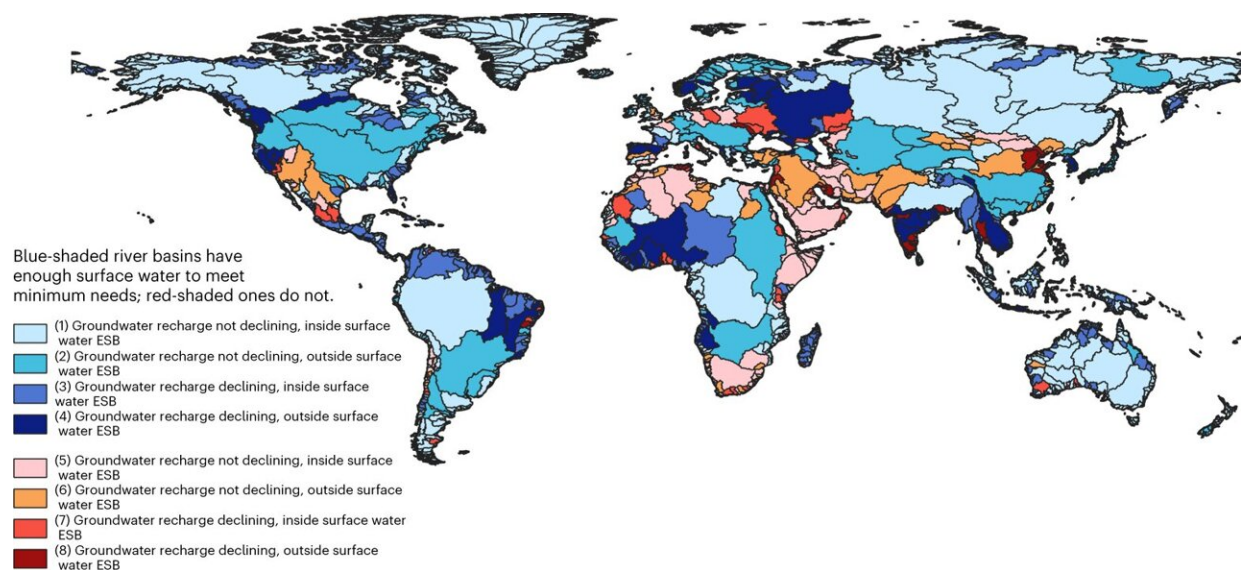 Blue-shaded river basins have
enough surface water to meet
minimum needs; red-shaded ones do not.
(1) Groundwater recharge not declining, inside surface
water ESB
(2) Groundwater recharge not declining, outside surface
water ESB
(3) Groundwater recharge declining, inside surface
water ESB
(4) Groundwater recharge declining, outside surface
water ESB
(5) Groundwater recharge not declining, inside surface
water ESB
(6) Groundwater recharge not declining, outside surface
water ESB
(7) Groundwater recharge declining, inside surface water
ESB
(8) Groundwater recharge declining, outside surface
water ESB